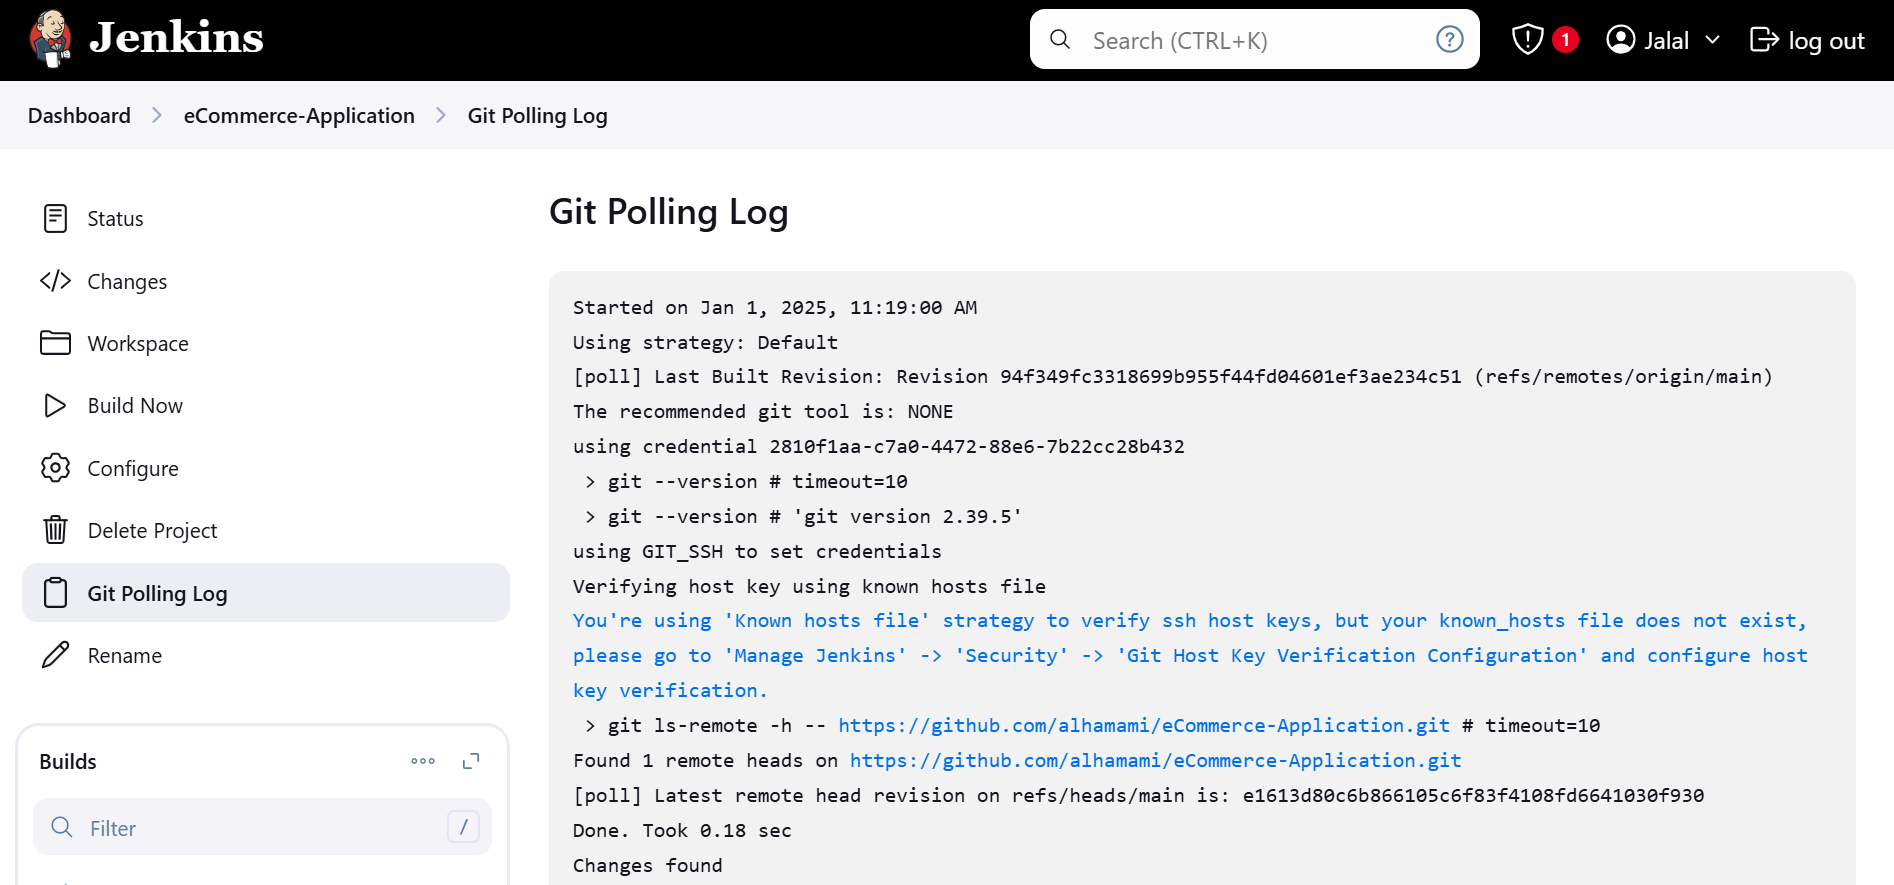 Jenkins
Search (CTRL+K)
?
1
Jalal
log out
Dashboard
eCommerce-Application
Git Polling Log
Status
Changes
Workspace
Build Now
Configure
Delete Project
Git Polling Log
Rename
Builds
Filter
/
Git Polling Log
Started on Jan 1, 2025, 11:19:00 AM
Using strategy: Default
[poll] Last Built Revision: Revision 94f349fc3318699b955f44fd04601ef3ae234c51 (refs/remotes/origin/main)
The recommended git tool is: NONE
using credential 2810f1aa-c7a0-4472-88e6-7b22cc28b432
> git --version # timeout=10
> git --version # 'git version 2.39.5'
using GIT_SSH to set credentials
Verifying host key using known hosts file
You're using 'Known hosts file' strategy to verify ssh host keys, but your known_hosts file does not exist,
please go to 'Manage Jenkins' -> 'Security' -> 'Git Host Key Verification Configuration' and configure host
key verification.
> git ls-remote -h -- https://github.com/alhamami/eCommerce-Application.git # timeout=10
Found 1 remote heads on https://github.com/alhamami/eCommerce-Application.git
[poll] Latest remote head revision on refs/heads/main is: e1613d80c6b866105c6f83f4108fd6641030f930
Done. Took 0.18 sec
Changes found